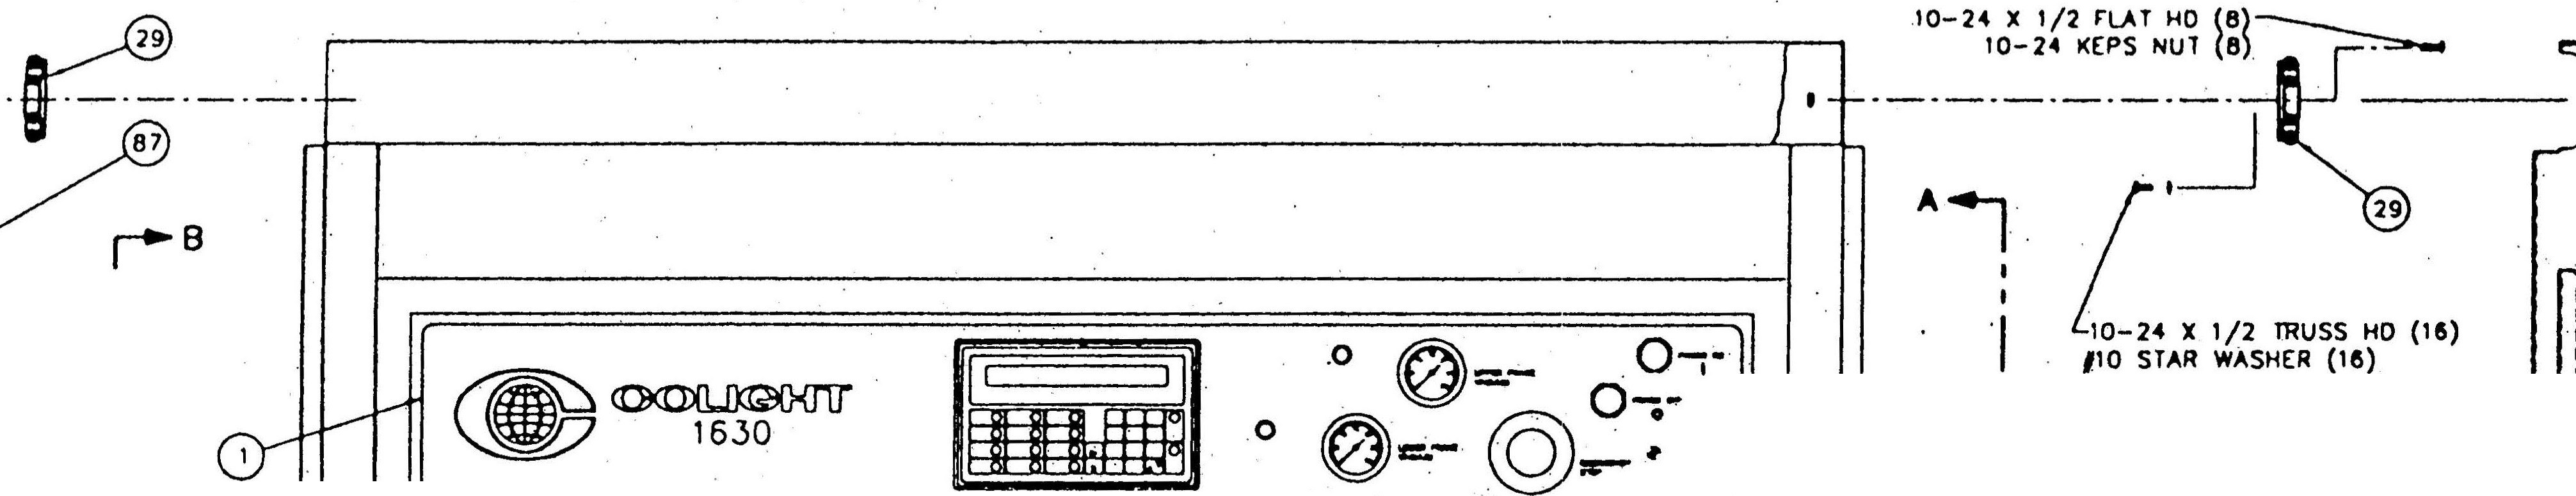 29
10-24 X 1/2 FLAT HD (8)
10-24 KEPS NUT (8)
87
29
A
B
10-24 X 1/2 TRUSS HD (16)
#10 STAR WASHER (16)
COLIGHT
1630
1